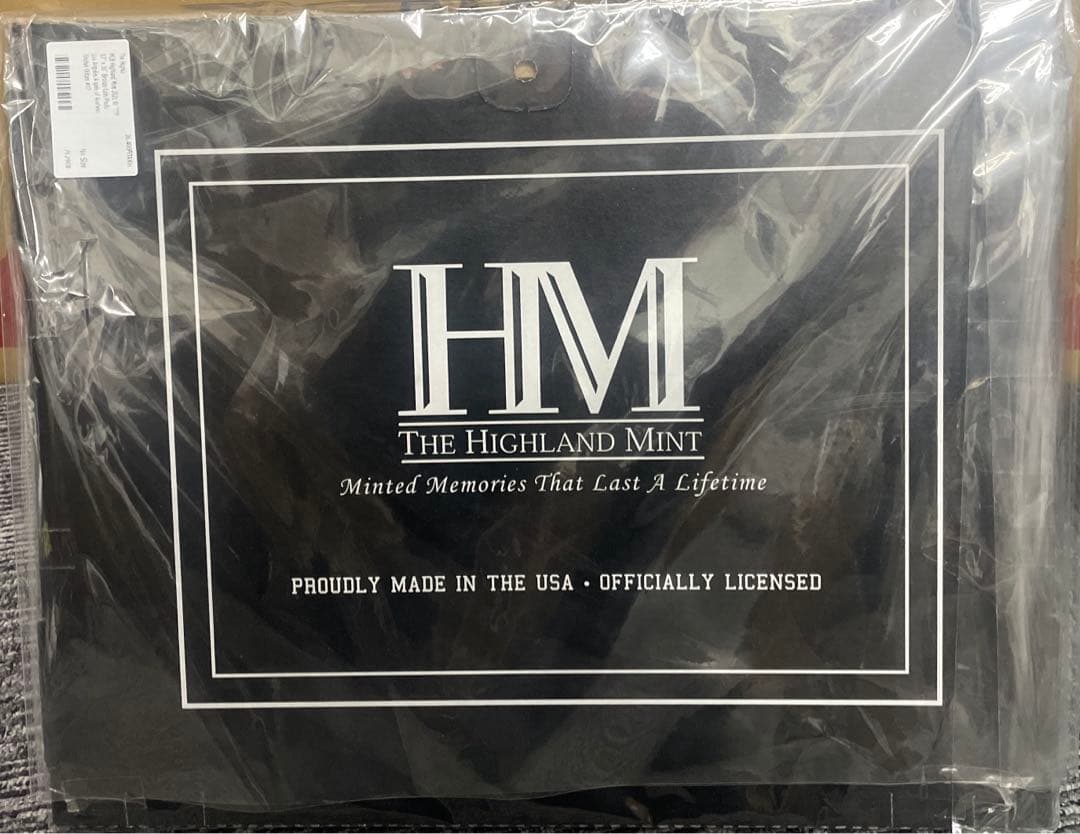 HM
THE HIGHLAND MINT
Minted Memories That Last A Lifetime
PROUDLY MADE IN THE USA • OFFICIALLY LICENSED